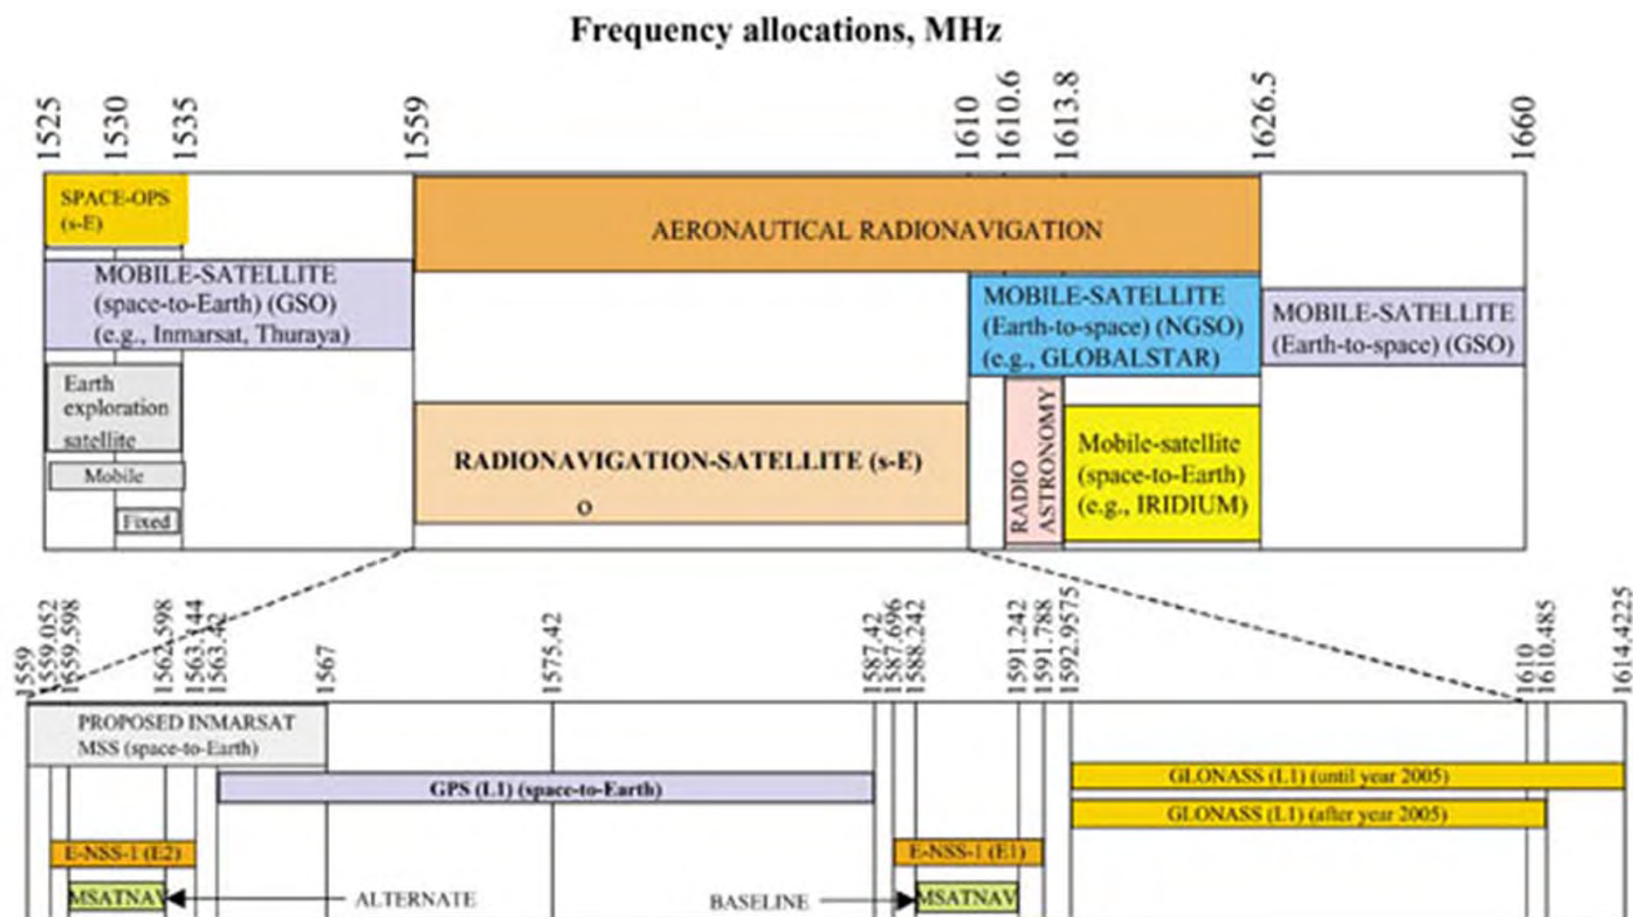 Frequency allocations, MHz
1525
1530
1535
1559
1610
1610.6
1613.8
1626.5
1660
SPACE-OPS
(s-E)
AERONAUTICAL RADIONAVIGATION
MOBILE-SATELLITE
(space-to-Earth) (GSO)
(e.g., Inmarsat, Thuraya)
MOBILE-SATELLITE
(Earth-to-space) (NGSO)
(e.g., GLOBALSTAR)
MOBILE-SATELLITE
(Earth-to-space) (GSO)
Earth
exploration
satellite
Mobile
Fixed
RADIONAVIGATION-SATELLITE (s-E)
o
RADIO
ASTRONOMY
Mobile-satellite
(space-to-Earth)
(e.g., IRIDIUM)
1559
1559.052
1559.598
1562.598
1563.144
1563.42
1567
1575.42
1587.42
1587.696
1588.242
1591.242
1591.788
1592.9575
1610
1610.485
1614.4225
PROPOSED INMARSAT
MSS (space-to-Earth)
GPS (L1) (space-to-Earth)
GLONASS (L1) (until year 2005)
GLONASS (L1) (after year 2005)
E-NSS-1 (E2)
E-NSS-1 (E1)
MSATNAV
ALTERNATE
BASELINE
MSATNAV